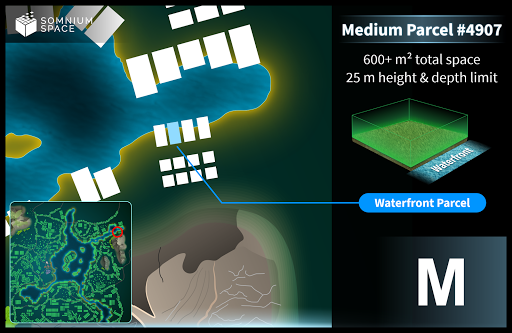 SOMNIUM
SPACE
Medium Parcel #4907
600+ m² total space
25 m height & depth limit
Waterfront
Waterfront Parcel
M